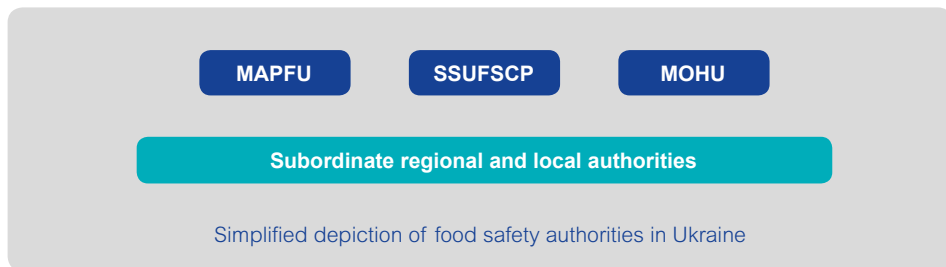 MAPFU SSUFSCP MOHU
Subordinate regional and local authorities
Simplified depiction of food safety authorities in Ukraine